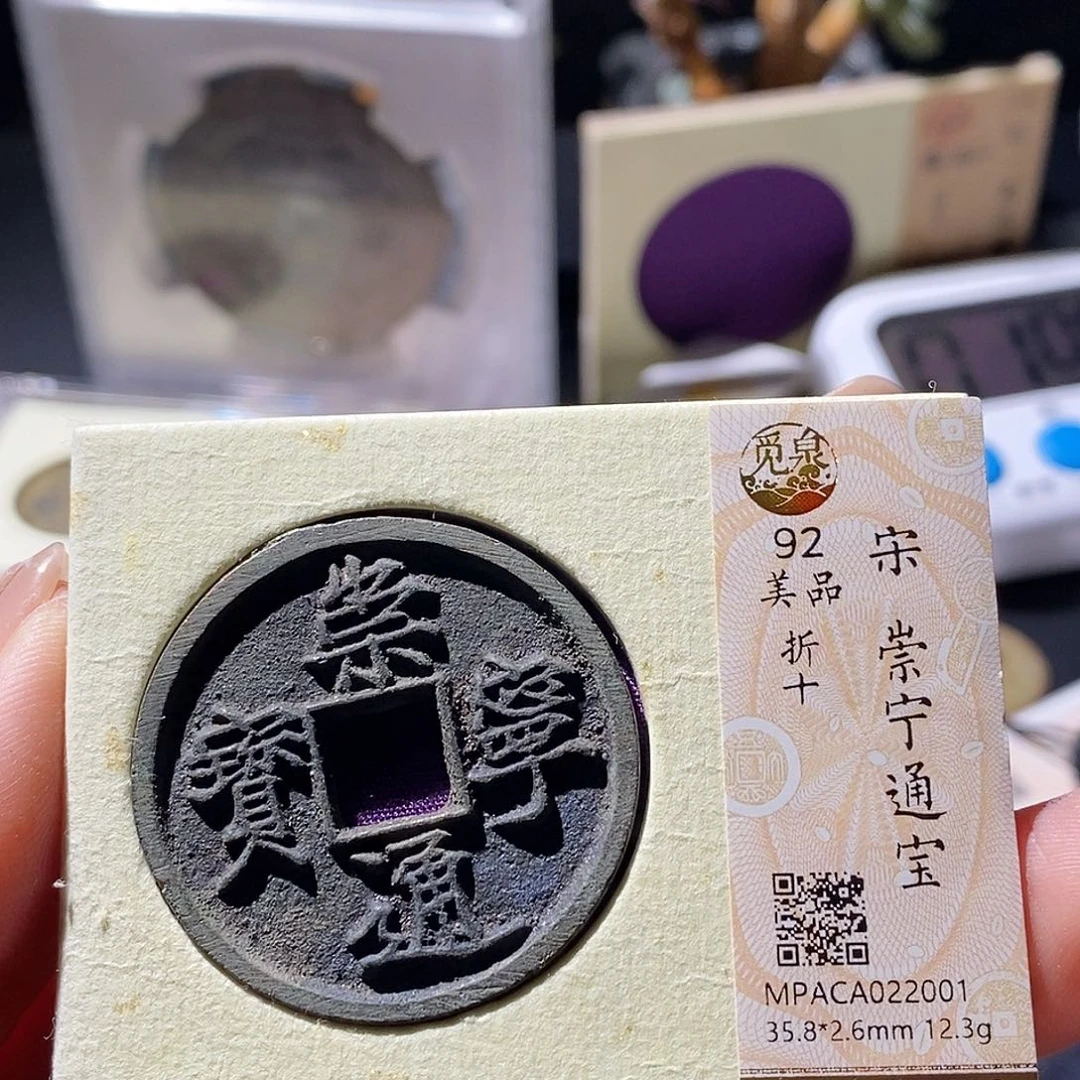 崇
寧
通
寶
觅泉
92
美品
折十
宋 崇宁通宝
MPACA022001
35.8*2.6mm 12.3g